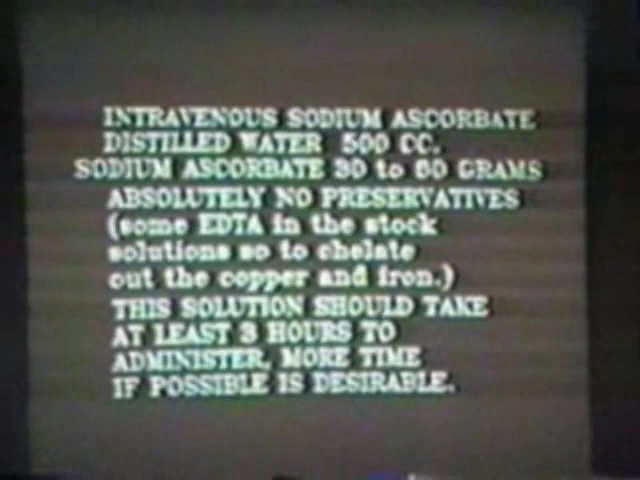 INTRAVENOUS SODIUM ASCORBATE
DISTILLED WATER 500 CC.
SODIUM ASCORBATE 30 to 60 GRAMS
ABSOLUTELY NO PRESERVATIVES
(some EDTA in the stock
solutions so to chelate
out the copper and iron.)
THIS SOLUTION SHOULD TAKE
AT LEAST 3 HOURS TO
ADMINISTER, MORE TIME
IF POSSIBLE IS DESIRABLE.